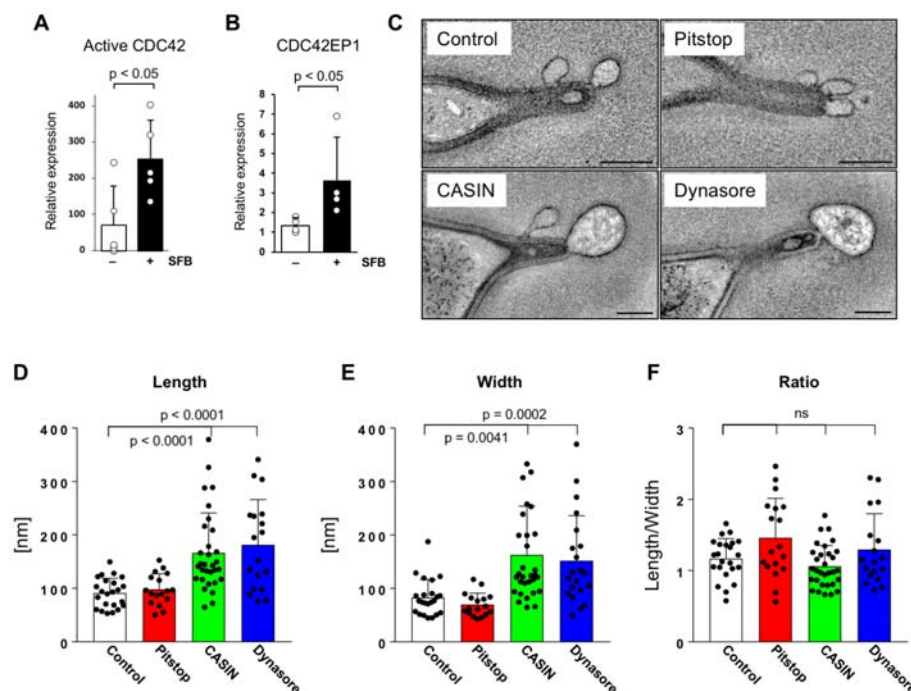 A
Active CDC42
p < 0.05
Relative expression
400
300
200
100
0
– + SFB
B
CDC42EP1
p < 0.05
Relative expression
8
7
6
5
4
3
2
1
0
– + SFB
C
Control
Pitstop
CASIN
Dynasore
D
Length
p < 0.0001
p < 0.0001
[nm]
400
300
200
100
0
Control
Pitstop
CASIN
Dynasore
E
Width
p = 0.0002
p = 0.0041
[nm]
400
300
200
100
0
Control
Pitstop
CASIN
Dynasore
F
Ratio
ns
Length/Width
3
2
1
0
Control
Pitstop
CASIN
Dynasore